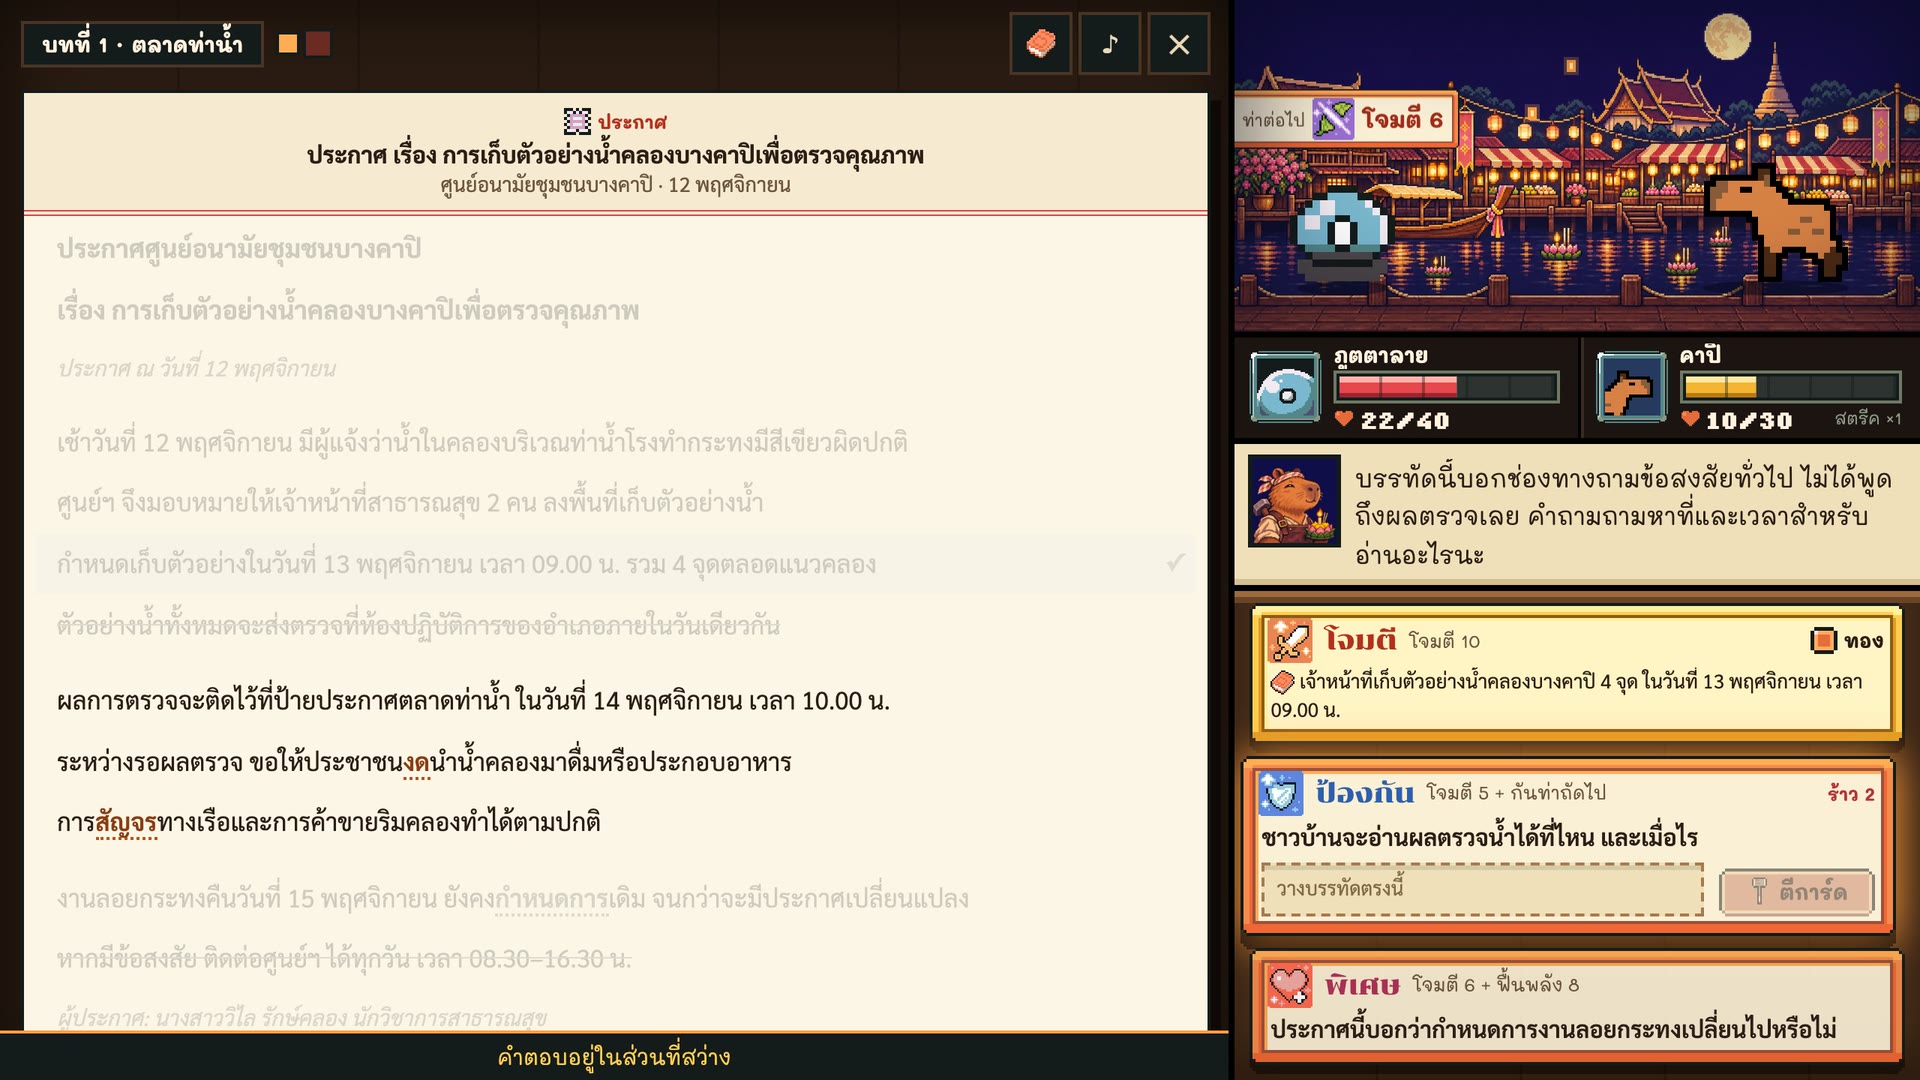 บทที่ 1 · ตลาดท่าน้ำ
ประกาศ
ประกาศ เรื่อง การเก็บตัวอย่างน้ำคลองบางคาปิเพื่อตรวจคุณภาพ
ศูนย์อนามัยชุมชนบางคาปิ · 12 พฤศจิกายน
ประกาศศูนย์อนามัยชุมชนบางคาปิ
เรื่อง การเก็บตัวอย่างน้ำคลองบางคาปิเพื่อตรวจคุณภาพ
ประกาศ ณ วันที่ 12 พฤศจิกายน
เช้าวันที่ 12 พฤศจิกายน มีผู้แจ้งว่าน้ำในคลองบริเวณท่าน้ำโรงทำกระทงมีสีเขียวผิดปกติ
ศูนย์ฯ จึงมอบหมายให้เจ้าหน้าที่สาธารณสุข 2 คน ลงพื้นที่เก็บตัวอย่างน้ำ
กำหนดเก็บตัวอย่างในวันที่ 13 พฤศจิกายน เวลา 09.00 น. รวม 4 จุดตลอดแนวคลอง
ตัวอย่างน้ำทั้งหมดจะส่งตรวจที่ห้องปฏิบัติการของอำเภอภายในวันเดียวกัน
ผลการตรวจจะติดไว้ที่ป้ายประกาศตลาดท่าน้ำ ในวันที่ 14 พฤศจิกายน เวลา 10.00 น.
ระหว่างรอผลตรวจ ขอให้ประชาชนงดนำน้ำคลองมาดื่มหรือประกอบอาหาร
การสัญจรทางเรือและการค้าขายริมคลองทำได้ตามปกติ
งานลอยกระทงคืนวันที่ 15 พฤศจิกายน ยังคงกำหนดการเดิม จนกว่าจะมีประกาศเปลี่ยนแปลง
หากมีข้อสงสัย ติดต่อศูนย์ฯ ได้ทุกวัน เวลา 08.30–16.30 น.
ผู้ประกาศ: นางสาววิไล รักษ์คลอง นักวิชาการสาธารณสุข
คำตอบอยู่ในส่วนที่สว่าง
ท่าต่อไป โจมตี 6
ภูตตาลาย
22/40
คาปิ
10/30
สตรีค ×1
บรรทัดนี้บอกช่องทางถามข้อสงสัยทั่วไป ไม่ได้พูด
ถึงผลตรวจเลย คำถามถามหาที่และเวลาสำหรับ
อ่านอะไรนะ
โจมตี โจมตี 10 ทอง
เจ้าหน้าที่เก็บตัวอย่างน้ำคลองบางคาปิ 4 จุด ในวันที่ 13 พฤศจิกายน เวลา
09.00 น.
ป้องกัน โจมตี 5 + กันท่าถัดไป ร้าว 2
ชาวบ้านจะอ่านผลตรวจน้ำได้ที่ไหน และเมื่อไร
วางบรรทัดตรงนี้
ตีการ์ด
พิเศษ โจมตี 6 + ฟื้นพลัง 8
ประกาศนี้บอกว่ากำหนดการงานลอยกระทงเปลี่ยนไปหรือไม่